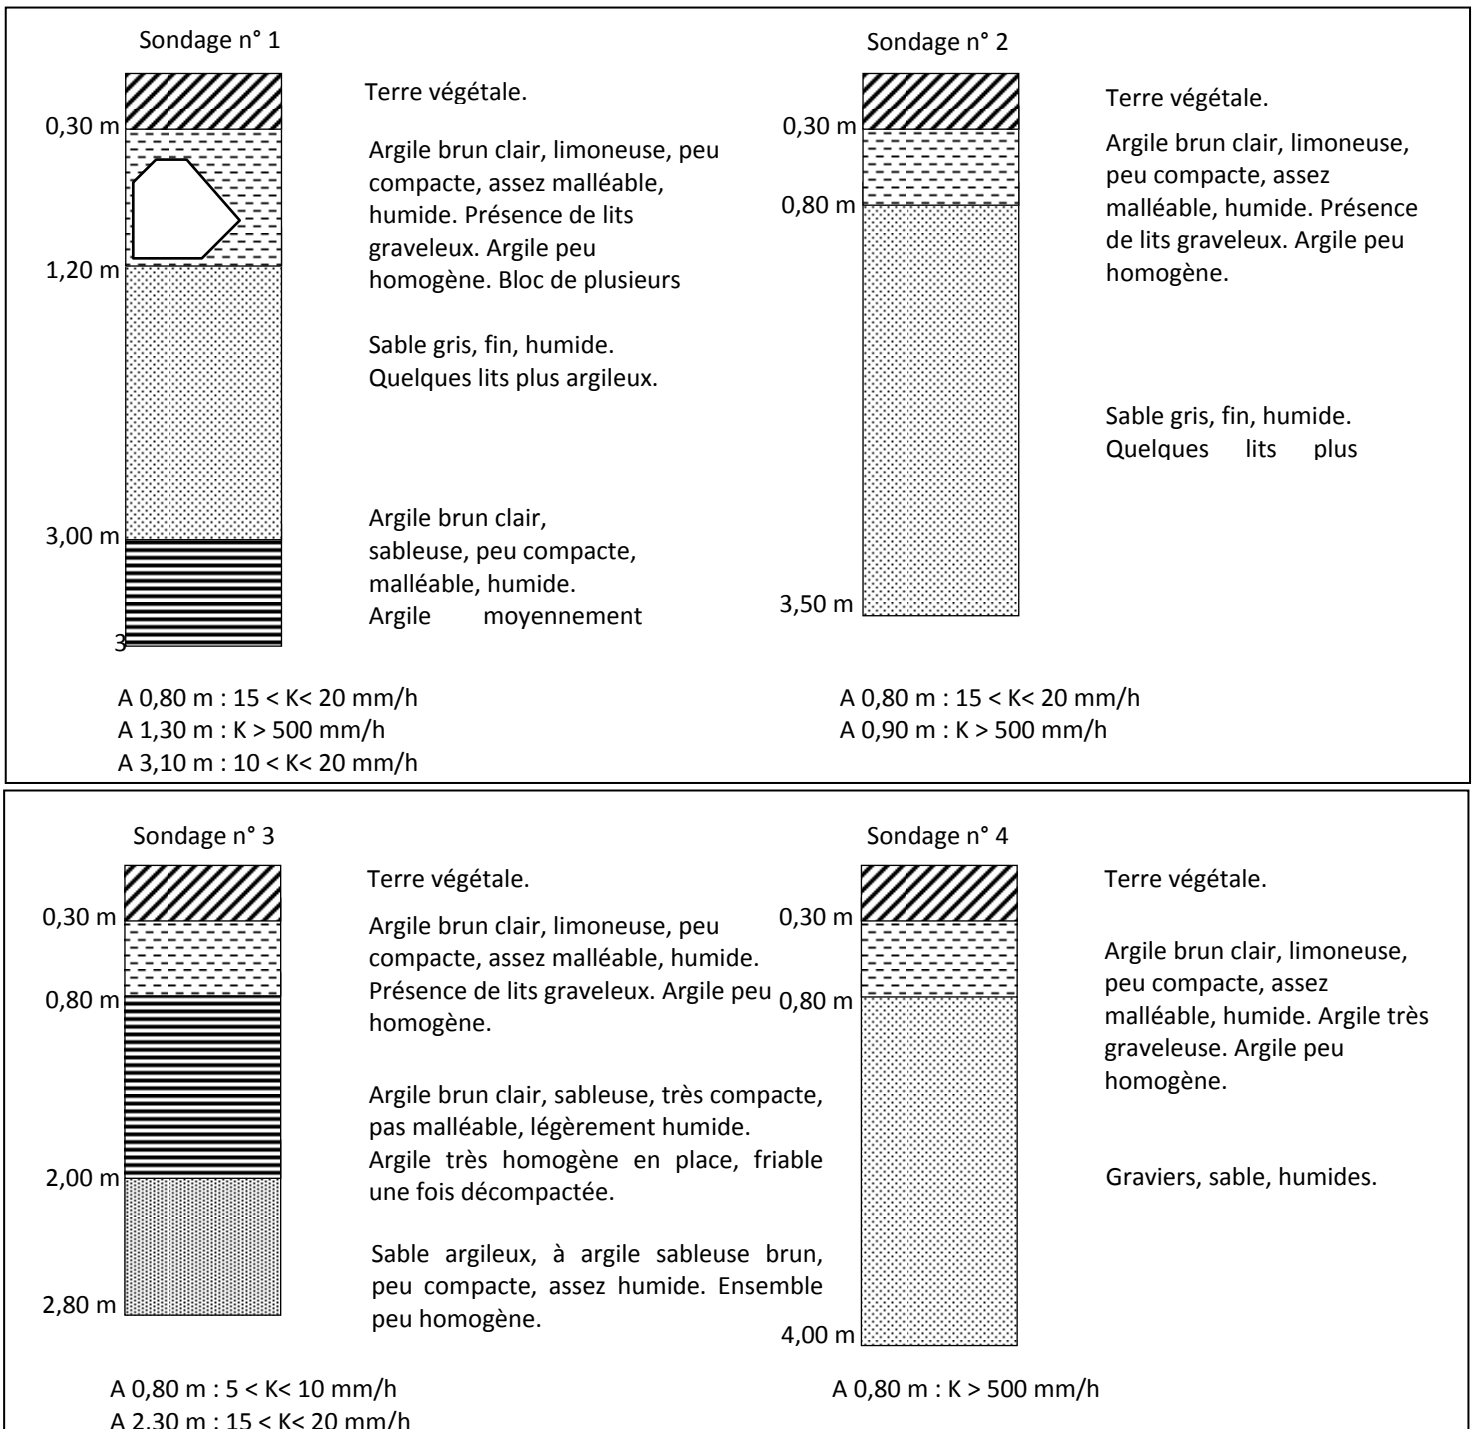 Sondage n° 1
Terre végétale.
0,30 m
Argile brun clair, limoneuse, peu
compacte, assez malléable,
humide. Présence de lits
graveleux. Argile peu
homogène. Bloc de plusieurs
1,20 m
Sable gris, fin, humide.
Quelques lits plus argileux.
3,00 m
Argile brun clair,
sableuse, peu compacte,
malléable, humide.
Argile moyennement
3
A 0,80 m : 15 < K< 20 mm/h
A 1,30 m : K > 500 mm/h
A 3,10 m : 10 < K< 20 mm/h
Sondage n° 2
Terre végétale.
0,30 m
Argile brun clair, limoneuse,
peu compacte, assez
malléable, humide. Présence
de lits graveleux. Argile peu
homogène.
0,80 m
Sable gris, fin, humide.
Quelques lits plus
3,50 m
A 0,80 m : 15 < K< 20 mm/h
A 0,90 m : K > 500 mm/h
Sondage n° 3
Terre végétale.
0,30 m
Argile brun clair, limoneuse, peu
compacte, assez malléable, humide.
Présence de lits graveleux. Argile peu
homogène.
0,80 m
Argile brun clair, sableuse, très compacte,
pas malléable, légèrement humide.
Argile très homogène en place, friable
une fois décompactée.
2,00 m
Sable argileux, à argile sableuse brun,
peu compacte, assez humide. Ensemble
peu homogène.
2,80 m
A 0,80 m : 5 < K< 10 mm/h
A 2,30 m : 15 < K< 20 mm/h
Sondage n° 4
Terre végétale.
0,30 m
Argile brun clair, limoneuse,
peu compacte, assez
malléable, humide. Argile très
graveleuse. Argile peu
homogène.
0,80 m
Graviers, sable, humides.
4,00 m
A 0,80 m : K > 500 mm/h